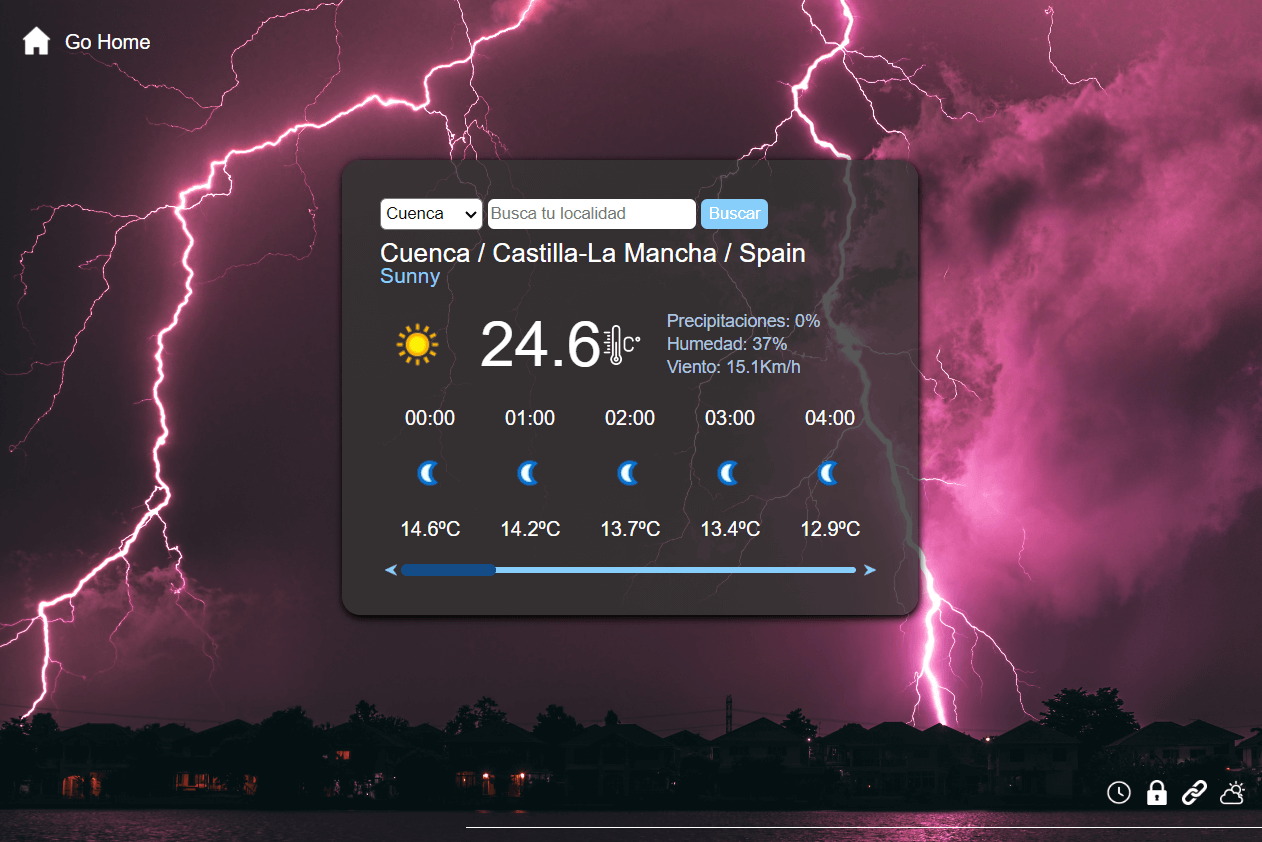 Go Home
Cuenca Busca tu localidad Buscar
Cuenca / Castilla-La Mancha / Spain
Sunny
24.6 C°
Precipitaciones: 0%
Humedad: 37%
Viento: 15.1Km/h
00:00 01:00 02:00 03:00 04:00
14.6ºC 14.2ºC 13.7ºC 13.4ºC 12.9ºC